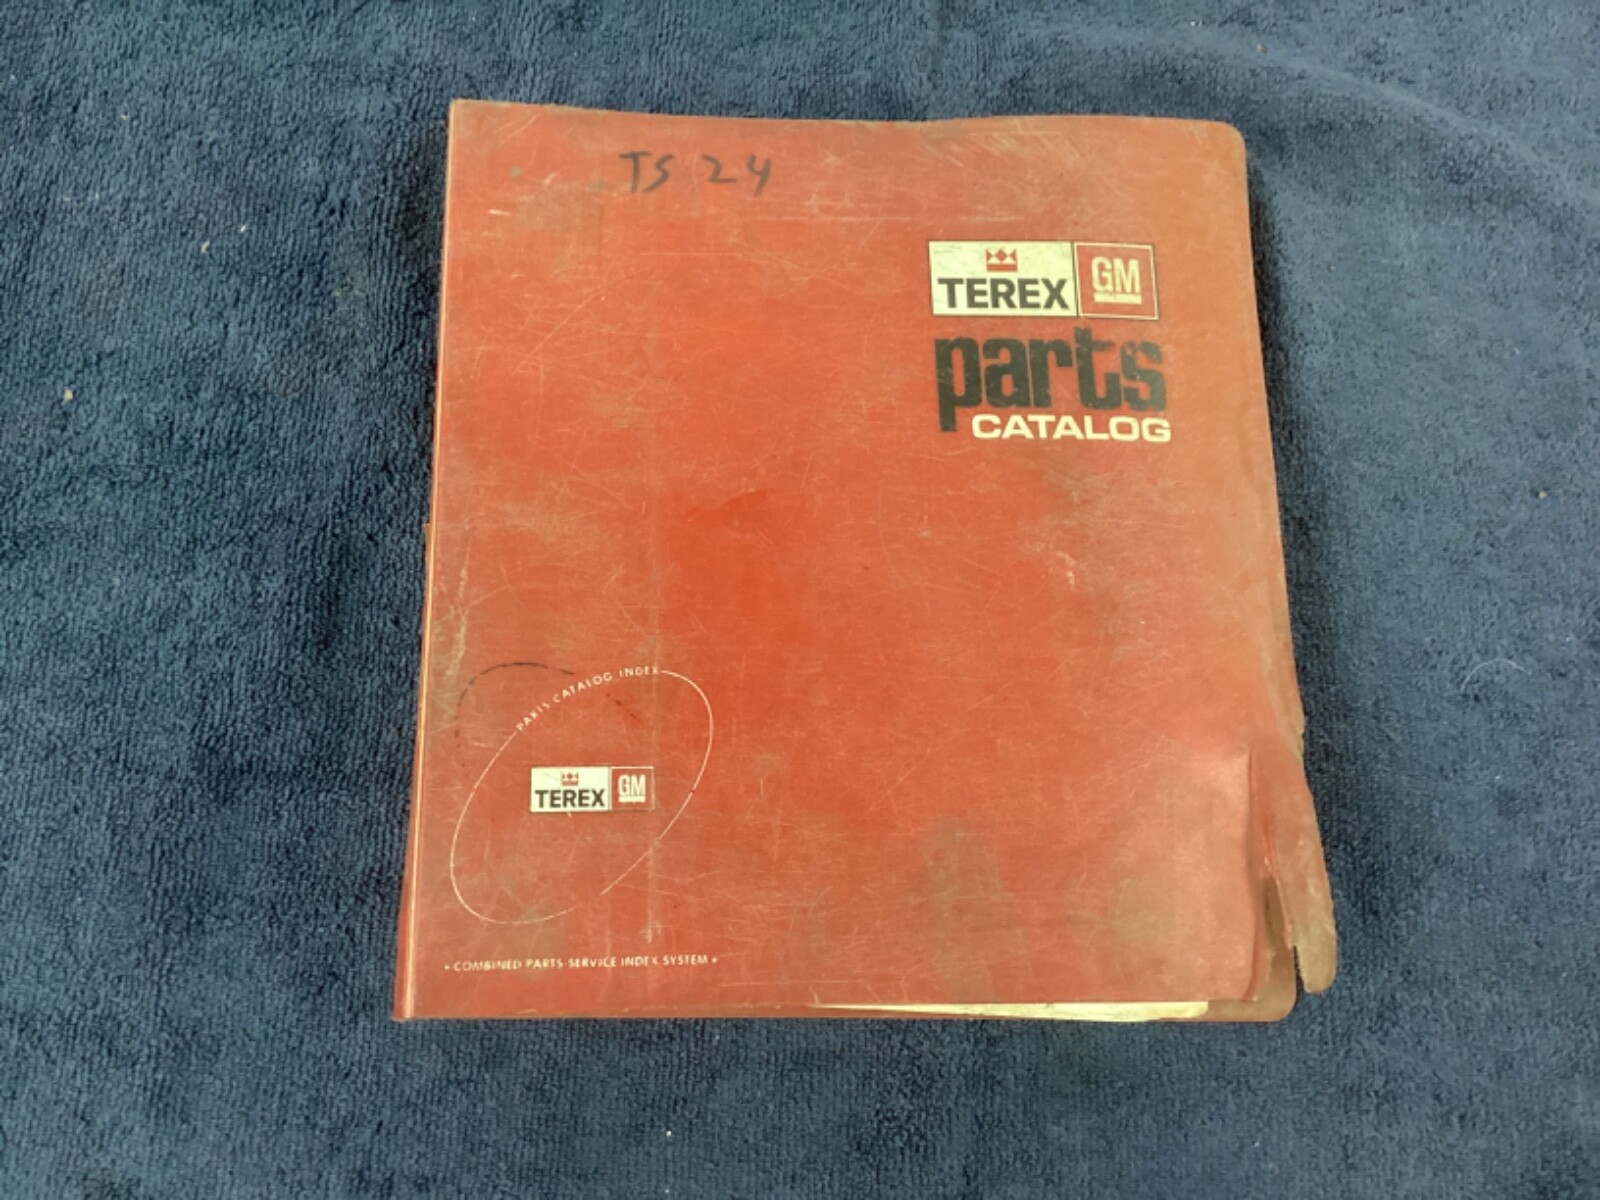 TS 24
TEREX GM
parts
CATALOG
PARTS CATALOG INDEX
TEREX GM
• COMBINED PARTS-SERVICE INDEX SYSTEM •